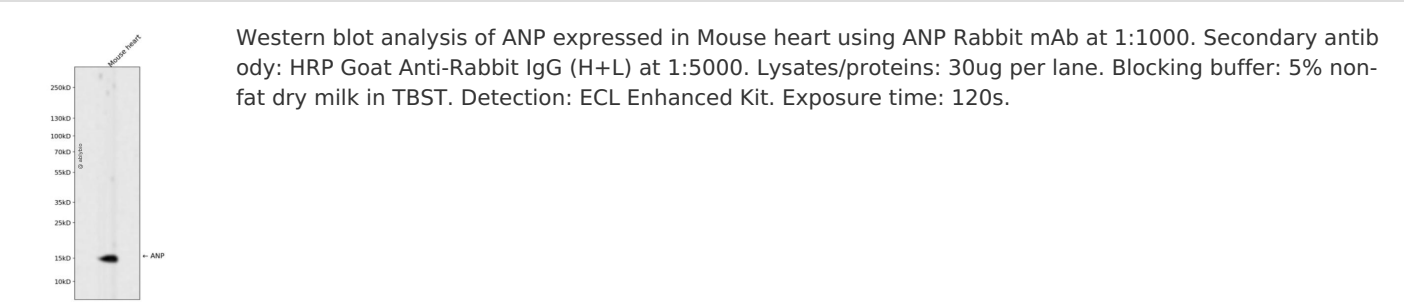 Mouse heart
Western blot analysis of ANP expressed in Mouse heart using ANP Rabbit mAb at 1:1000. Secondary antib
ody: HRP Goat Anti-Rabbit IgG (H+L) at 1:5000. Lysates/proteins: 30ug per lane. Blocking buffer: 5% non-
fat dry milk in TBST. Detection: ECL Enhanced Kit. Exposure time: 120s.
250kD
130kD
100kD
70kD
@ ablybio
55kD
35kD
25kD
15kD
← ANP
10kD